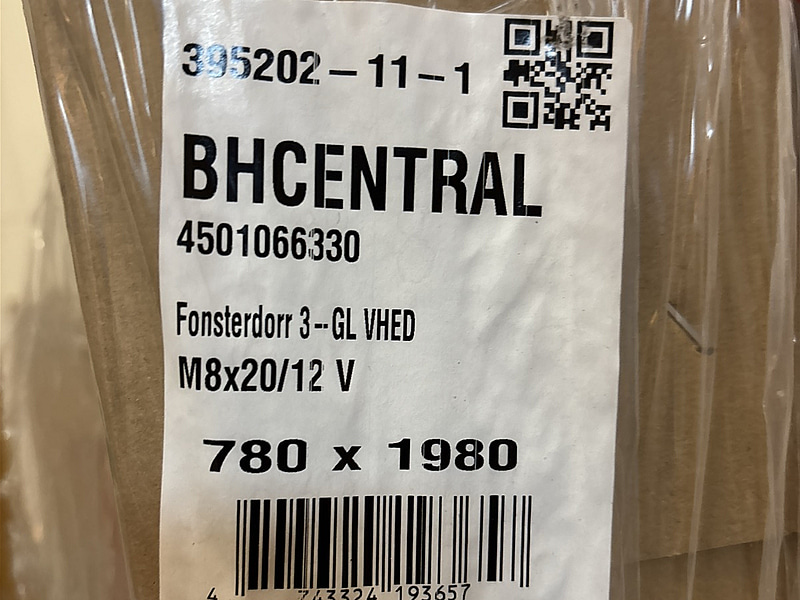 395202-11-1
BHCENTRAL
4501066330
Fonsterdorr 3-GL VHED
M8x20/12 V
780 x 1980
4 743324 193657